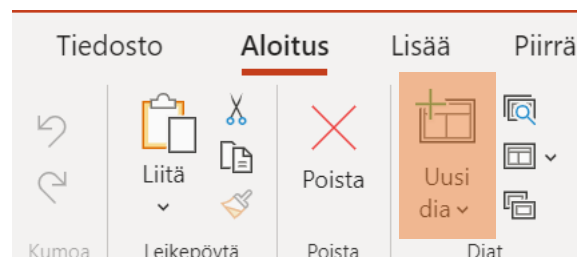 Tiedosto Aloitus Lisää Piirrä
Liitä
Poista
Uusi
dia
Kumoa Leikepöytä Poista Diat